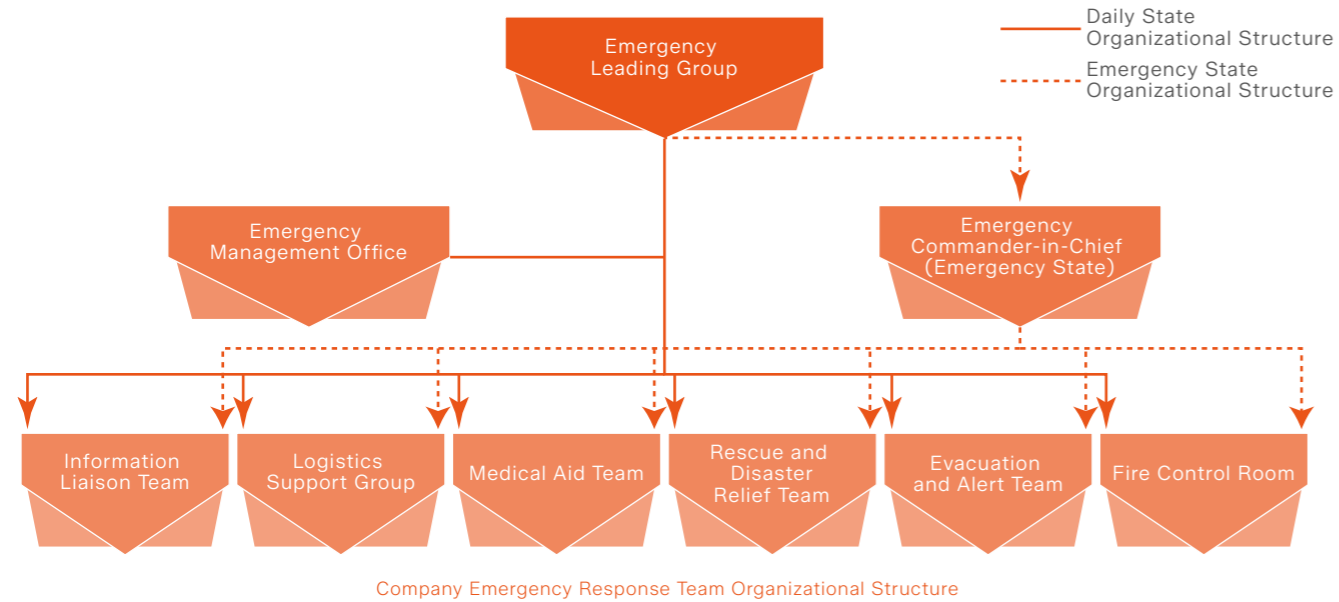 Emergency
Leading Group
Daily State
Organizational Structure
Emergency State
Organizational Structure
Emergency
Management Office
Emergency
Commander-in-Chief
(Emergency State)
Information
Liaison Team
Logistics
Support Group
Medical Aid Team
Rescue and
Disaster
Relief Team
Evacuation
and Alert Team
Fire Control Room
Company Emergency Response Team Organizational Structure